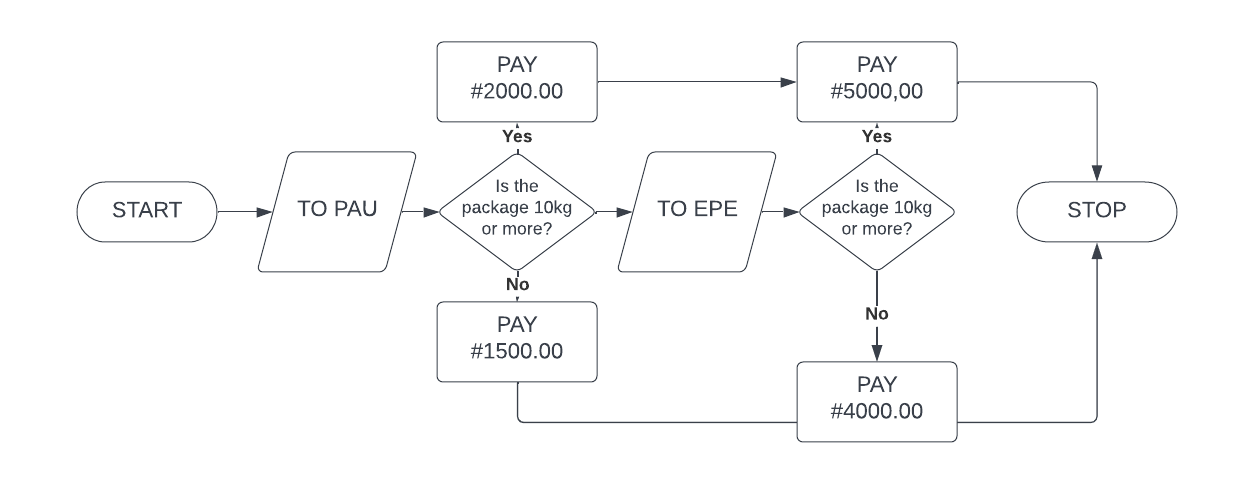 PAY
#2000.00
PAY
#5000,00
Yes
Yes
START
TO PAU
Is the
package 10kg
or more?
TO EPE
Is the
package 10kg
or more?
STOP
No
No
PAY
#1500.00
PAY
#4000.00